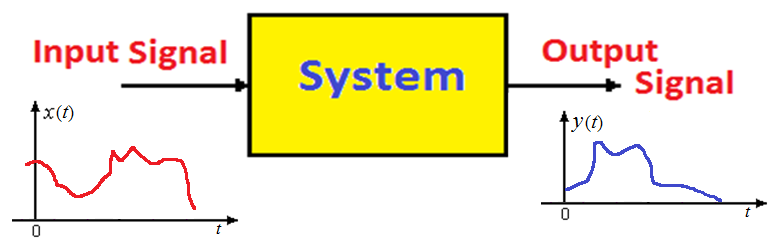 Input Signal
System
Output
Signal
x(t)
0
t
y(t)
0
t